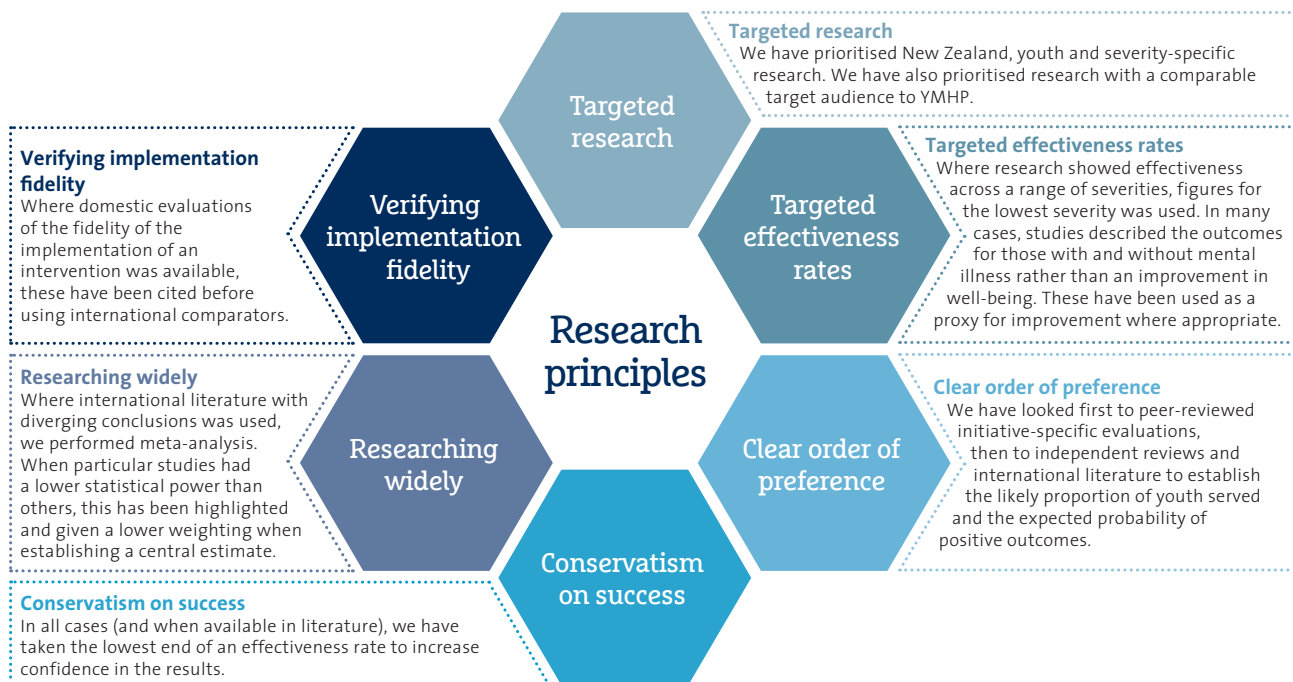 Targeted research
We have prioritised New Zealand, youth and severity-specific
research. We have also prioritised research with a comparable
target audience to YMHP.
Targeted
research
Verifying implementation
fidelity
Where domestic evaluations
of the fidelity of the
implementation of an
intervention was available,
these have been cited before
using international comparators.
Verifying
implementation
fidelity
Targeted
effectiveness
rates
Targeted effectiveness rates
Where research showed effectiveness
across a range of severities, figures for
the lowest severity was used. In many
cases, studies described the outcomes
for those with and without mental
illness rather than an improvement in
well-being. These have been used as a
proxy for improvement where appropriate.
Research
principles
Researching widely
Where international literature with
diverging conclusions was used,
we performed meta-analysis.
When particular studies had
a lower statistical power than
others, this has been highlighted
and given a lower weighting when
establishing a central estimate.
Researching
widely
Clear order of
preference
Clear order of preference
We have looked first to peer-reviewed
initiative-specific evaluations,
then to independent reviews and
international literature to establish
the likely proportion of youth served
and the expected probability of
positive outcomes.
Conservatism
on success
Conservatism on success
In all cases (and when available in literature), we have
taken the lowest end of an effectiveness rate to increase
confidence in the results.